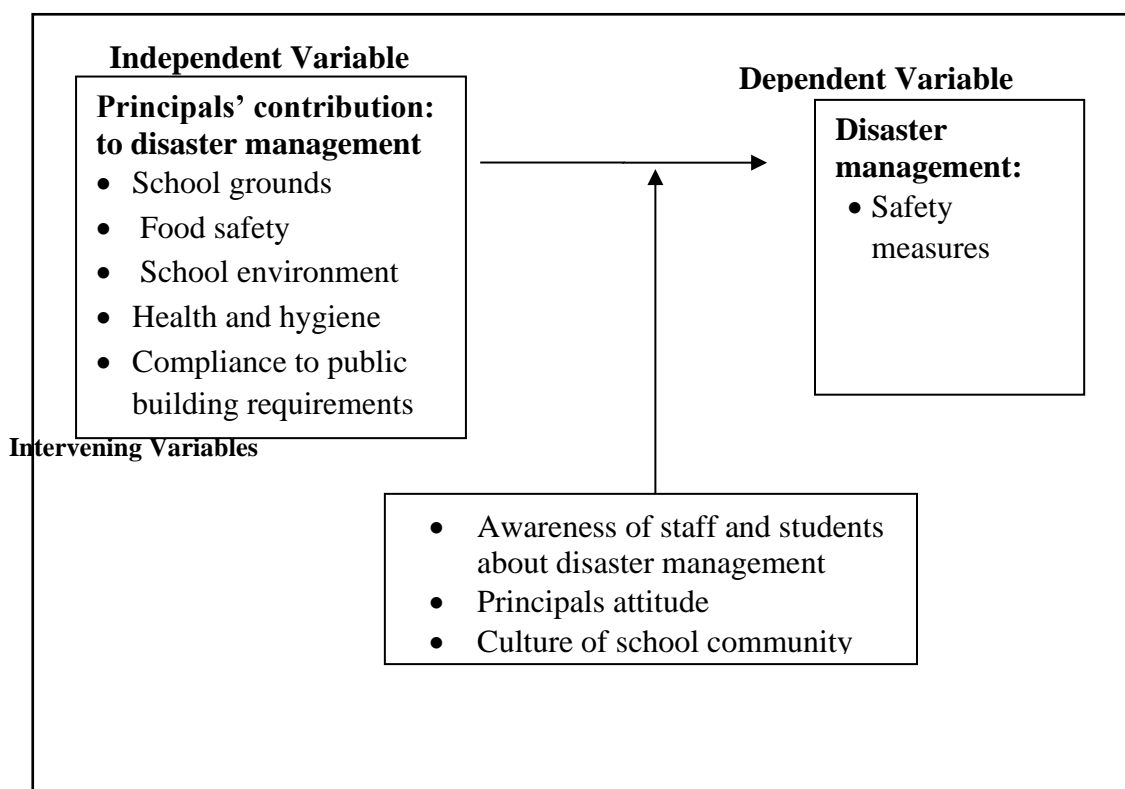 Independent Variable
Principals’ contribution:
to disaster management
• School grounds
• Food safety
• School environment
• Health and hygiene
• Compliance to public
building requirements
Dependent Variable
Disaster
management:
• Safety
measures
Intervening Variables
• Awareness of staff and students
about disaster management
• Principals attitude
• Culture of school community